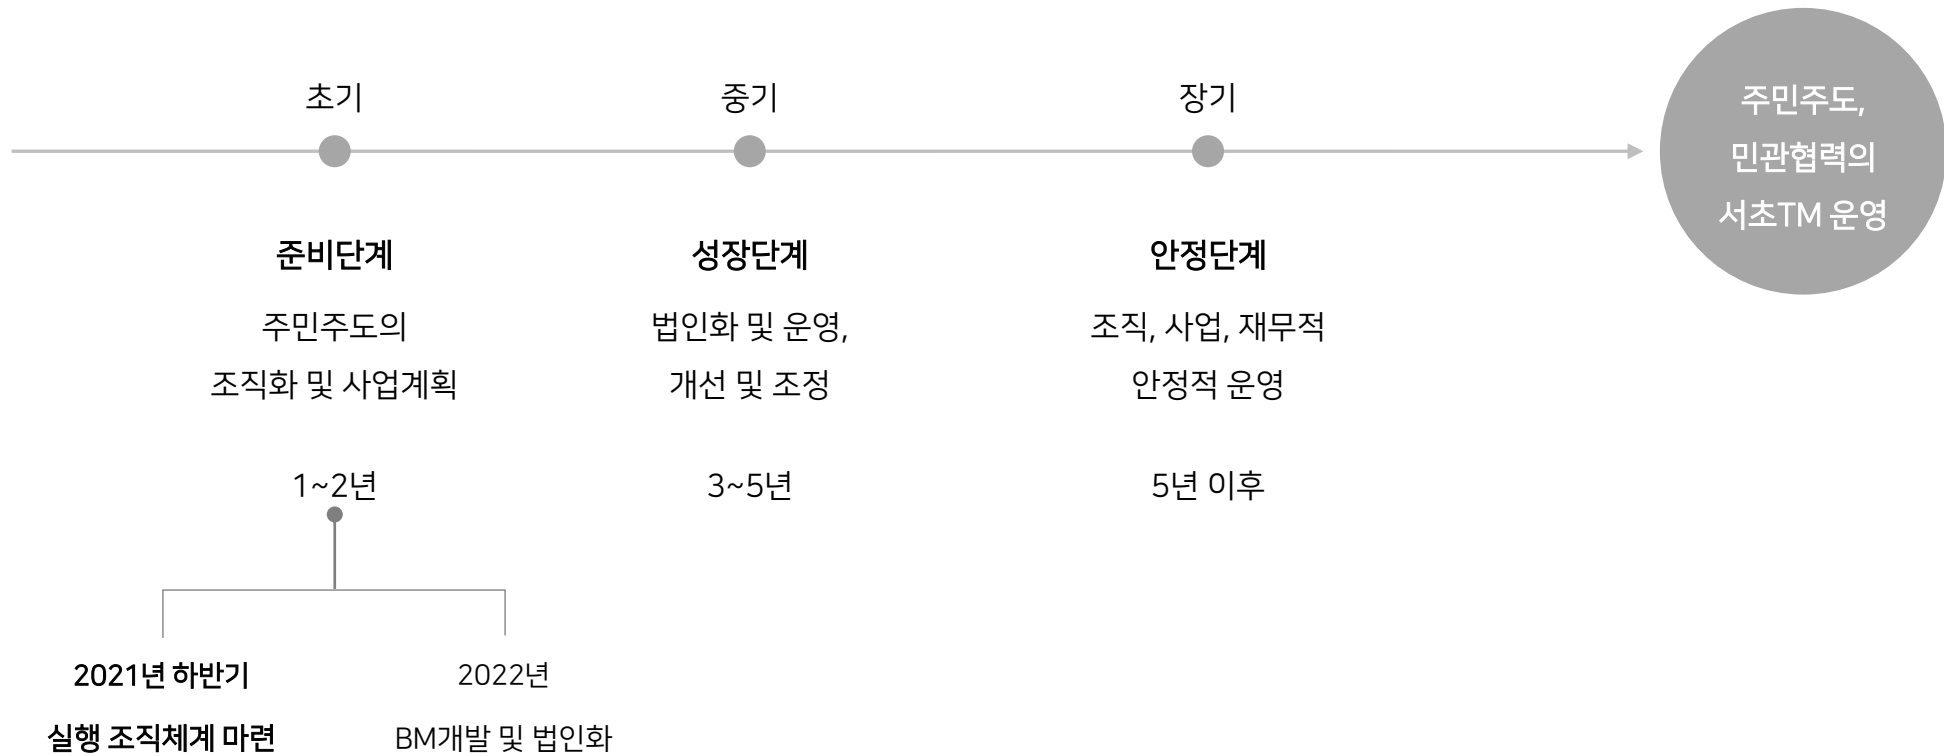 초기
준비단계
주민주도의
조직화 및 사업계획
1~2년
2021년 하반기
실행 조직체계 마련
2022년
BM개발 및 법인화
중기
성장단계
법인화 및 운영,
개선 및 조정
3~5년
장기
안정단계
조직, 사업, 재무적
안정적 운영
5년 이후
주민주도,
민관협력의
서초TM 운영